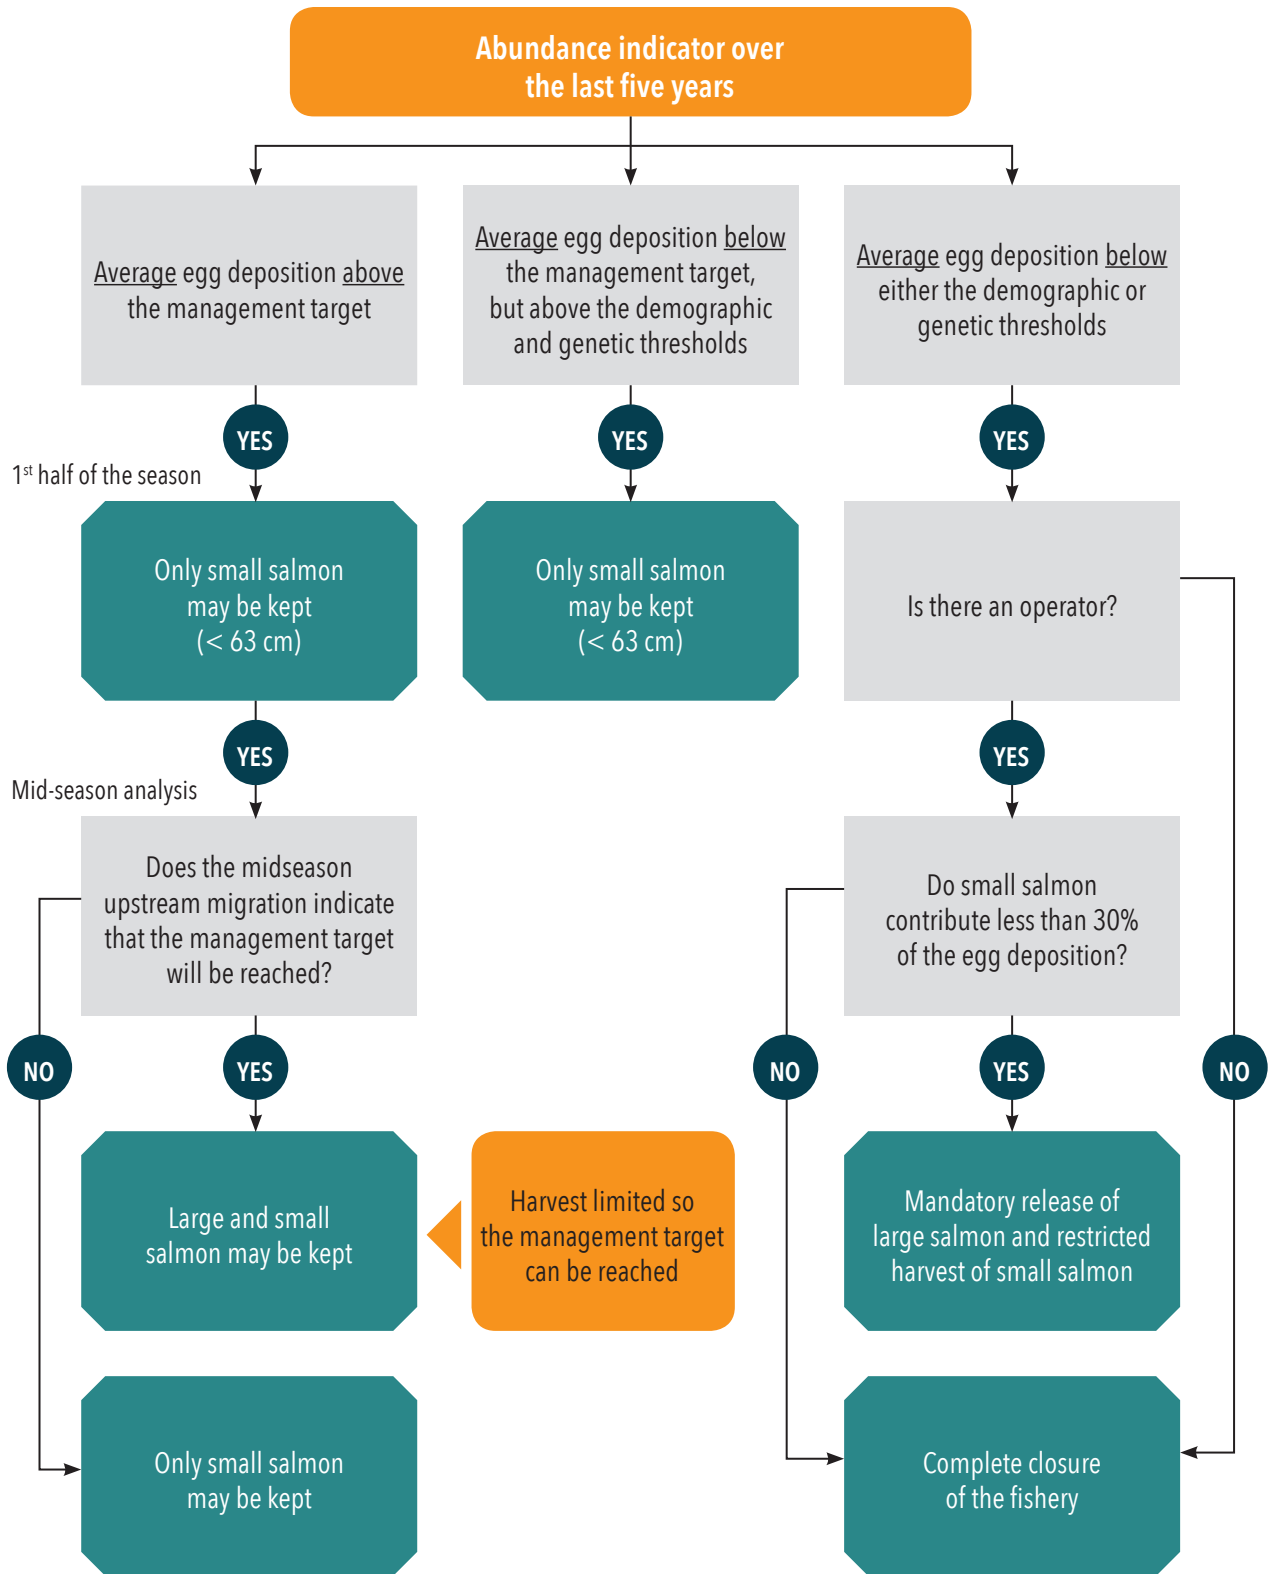 Abundance indicator over
the last five years
Average egg deposition above
the management target
Average egg deposition below
the management target,
but above the demographic
and genetic thresholds
Average egg deposition below
either the demographic or
genetic thresholds
YES
YES
YES
1st half of the season
Only small salmon
may be kept
(< 63 cm)
Only small salmon
may be kept
(< 63 cm)
Is there an operator?
YES
YES
Mid-season analysis
Does the midseason
upstream migration indicate
that the management target
will be reached?
Do small salmon
contribute less than 30%
of the egg deposition?
NO
YES
NO
YES
NO
Large and small
salmon may be kept
Harvest limited so
the management target
can be reached
Mandatory release of
large salmon and restricted
harvest of small salmon
Only small salmon
may be kept
Complete closure
of the fishery